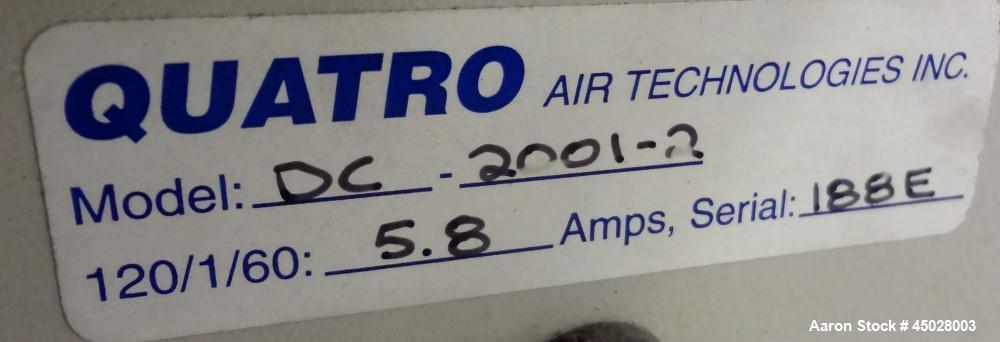 QUATRO AIR TECHNOLOGIES INC.
Model: DC - 2001-2
120/1/60: 5.8 Amps, Serial: 188E
Aaron Stock # 45028003